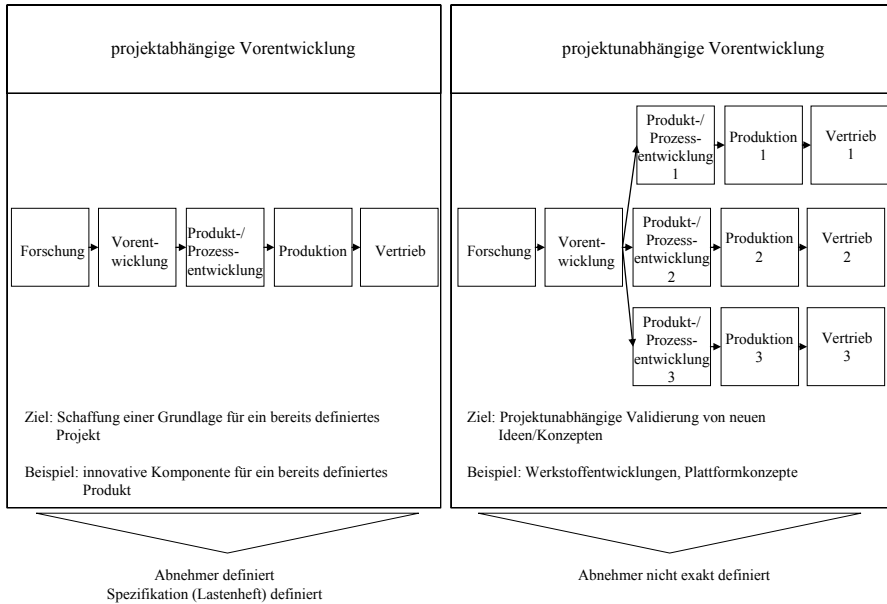 projektabhängige Vorentwicklung
Forschung
Vorent-
wicklung
Produkt-/
Prozess-
entwicklung
Produktion
Vertrieb
Ziel: Schaffung einer Grundlage für ein bereits definiertes
Projekt
Beispiel: innovative Komponente für ein bereits definiertes
Produkt
Abnehmer definiert
Spezifikation (Lastenheft) definiert
projektunabhängige Vorentwicklung
Forschung
Vorent-
wicklung
Produkt-/
Prozess-
entwicklung
1
Produktion
1
Vertrieb
1
Produkt-/
Prozess-
entwicklung
2
Produktion
2
Vertrieb
2
Produkt-/
Prozess-
entwicklung
3
Produktion
3
Vertrieb
3
Ziel: Projektunabhängige Validierung von neuen
Ideen/Konzepten
Beispiel: Werkstoffentwicklungen, Plattformkonzepte
Abnehmer nicht exakt definiert